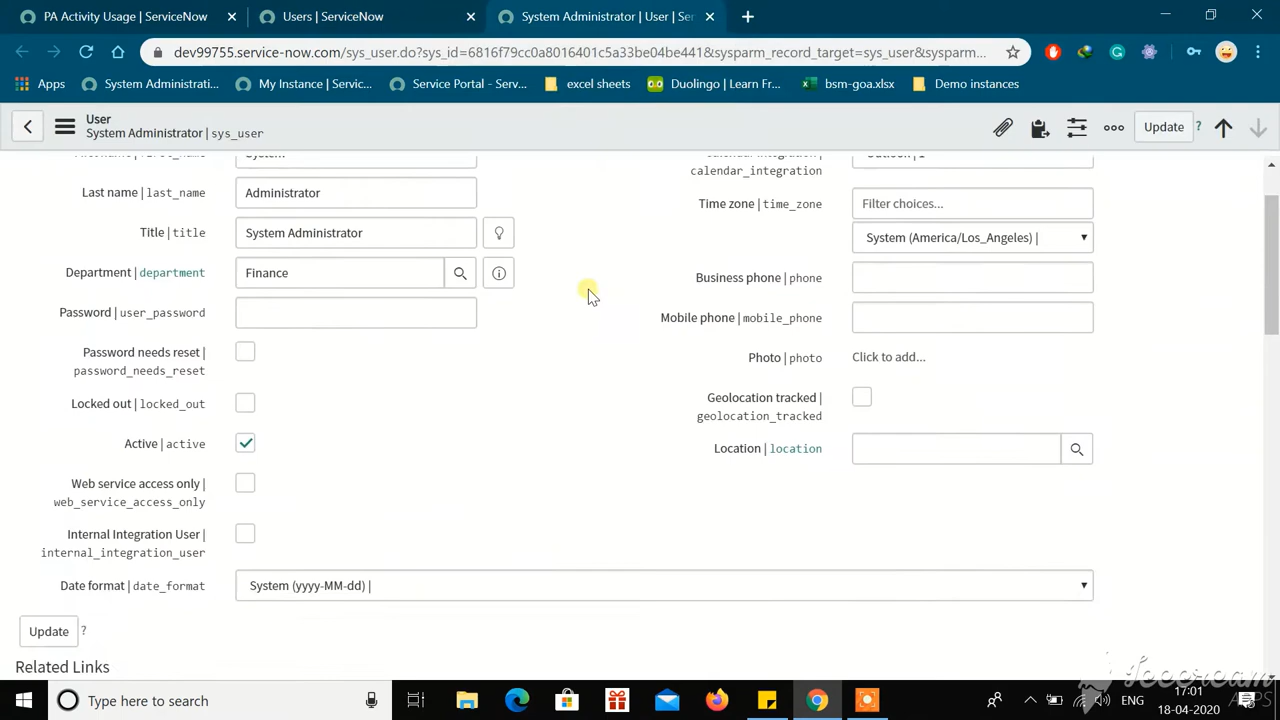 PA Activity Usage | ServiceNow
Users | ServiceNow
System Administrator | User | Ser
dev99755.service-now.com/sys_user.do?sys_id=6816f79cc0a8016401c5a33be04be441&sysparm_record_target=sys_user&sysparm...
Apps
System Administrati...
My Instance | Servic...
Service Portal - Serv...
excel sheets
Duolingo | Learn Fr...
bsm-goa.xlsx
Demo instances
User
System Administrator | sys_user
Update ?
System
Last name | last_name
Administrator
Title | title
System Administrator
Department | department
Finance
Password | user_password
Password needs reset |
password_needs_reset
Locked out | locked_out
Active | active
Web service access only |
web_service_access_only
Internal Integration User |
internal_integration_user
Date format | date_format
System (yyyy-MM-dd) |
calendar_integration
Time zone | time_zone
Filter choices...
System (America/Los_Angeles) |
Business phone | phone
Mobile phone | mobile_phone
Photo | photo
Click to add...
Geolocation tracked |
geolocation_tracked
Location | location
Update ?
Related Links
Icecream
APPS
Type here to search
ENG
17:01
18-04-2020